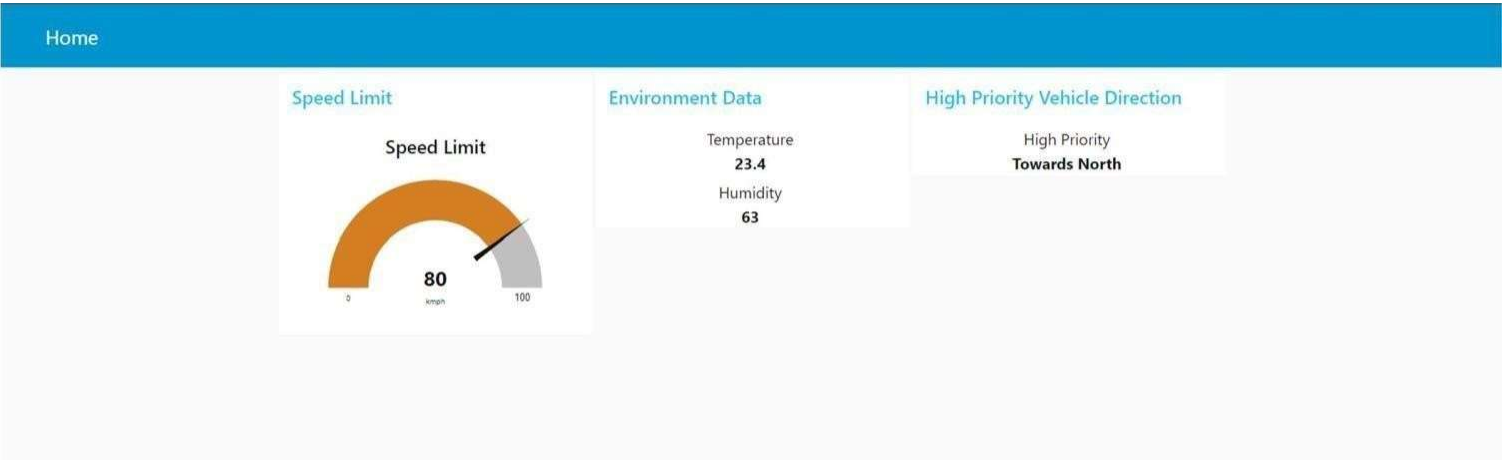 Home
Speed Limit
Speed Limit
80
kmph
0
100
Environment Data
Temperature
23.4
Humidity
63
High Priority Vehicle Direction
High Priority
Towards North